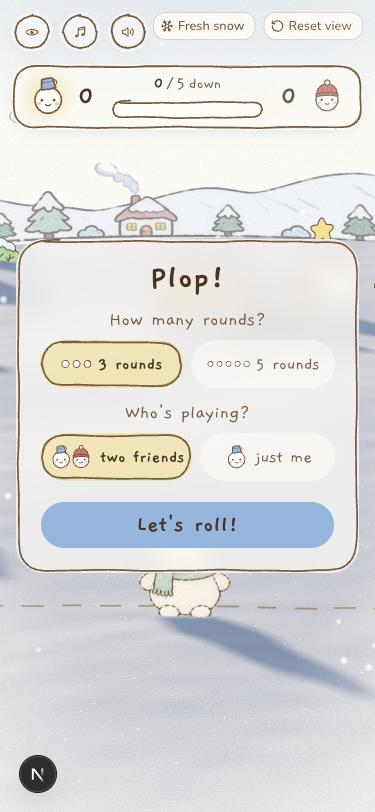 Fresh snow
Reset view
0
0 / 5 down
0
Plop!
How many rounds?
3 rounds
5 rounds
Who's playing?
two friends
just me
Let's roll!
N